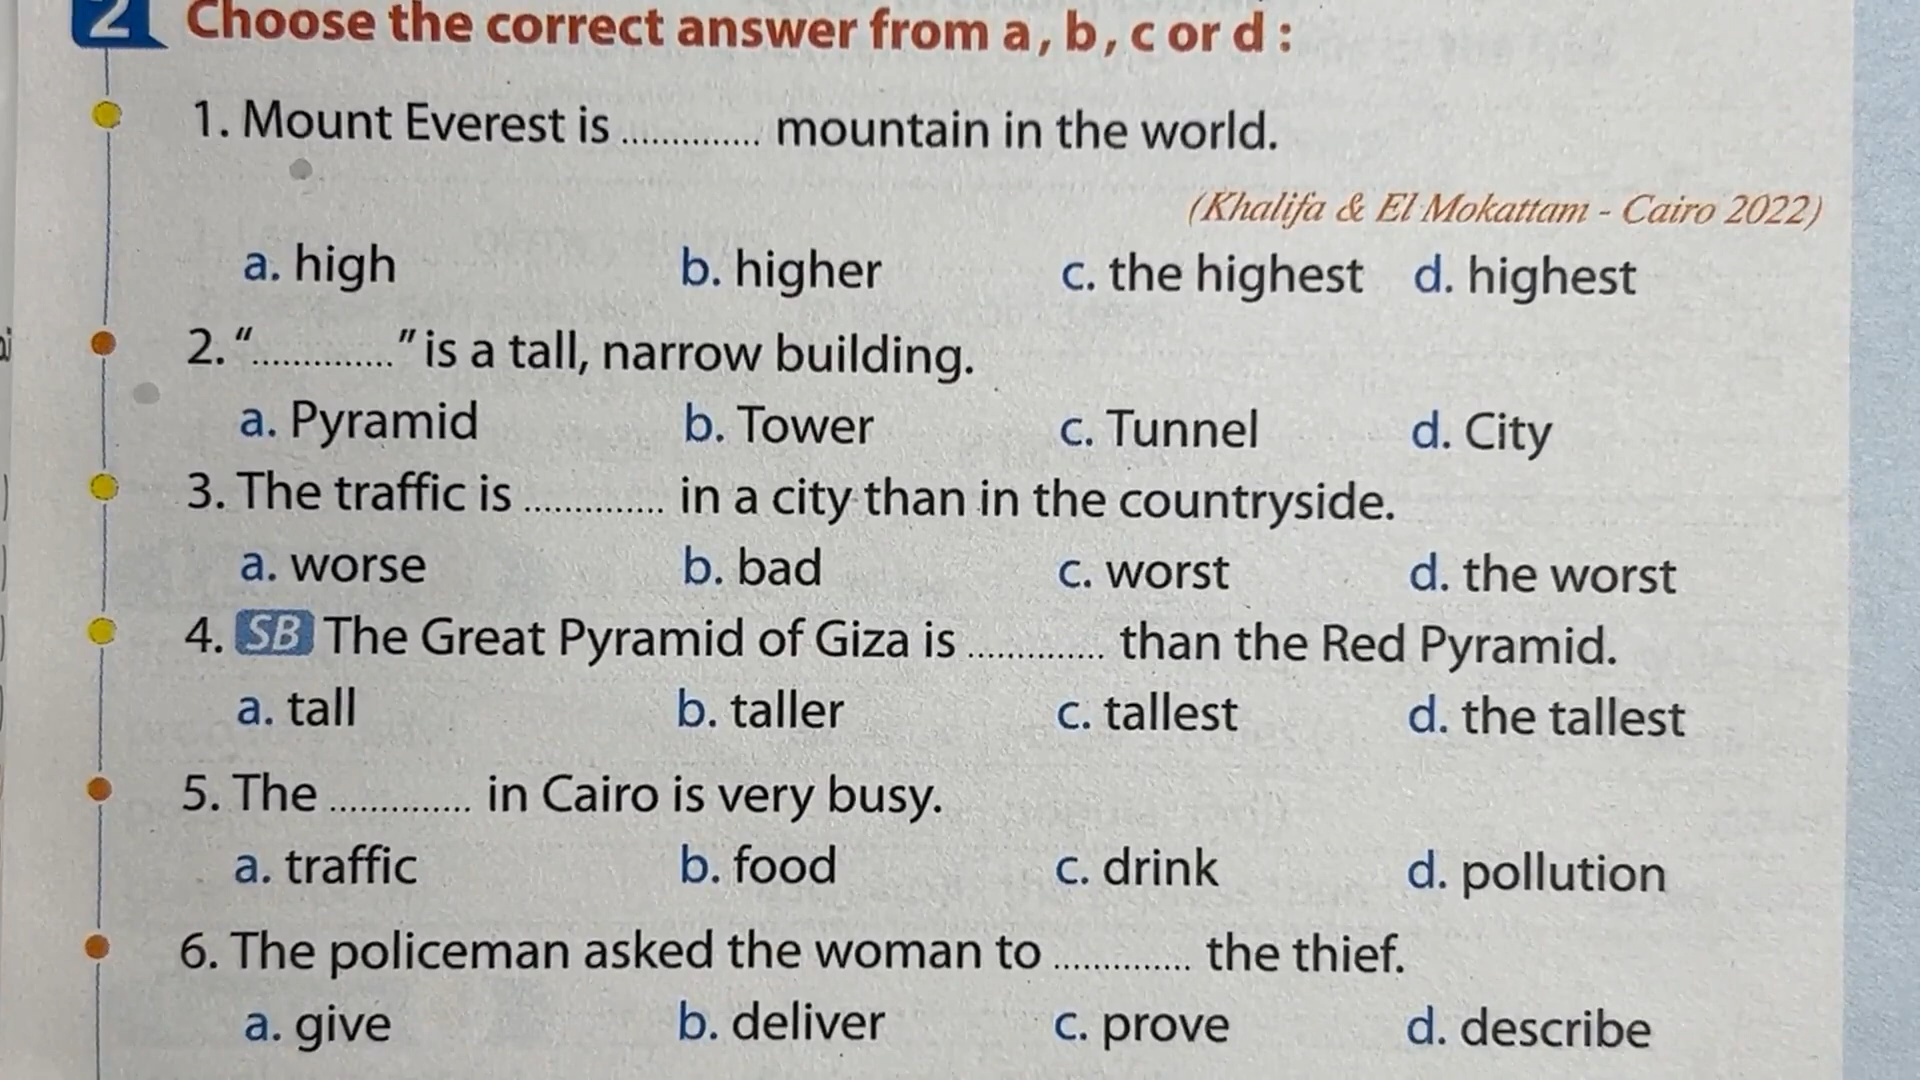 2 Choose the correct answer from a , b , c or d :
1. Mount Everest is .............. mountain in the world.
(Khalifa & El Mokattam - Cairo 2022)
a. high b. higher c. the highest d. highest
2. “..............” is a tall, narrow building.
a. Pyramid b. Tower c. Tunnel d. City
3. The traffic is .............. in a city than in the countryside.
a. worse b. bad c. worst d. the worst
4. SB The Great Pyramid of Giza is .............. than the Red Pyramid.
a. tall b. taller c. tallest d. the tallest
5. The .............. in Cairo is very busy.
a. traffic b. food c. drink d. pollution
6. The policeman asked the woman to .............. the thief.
a. give b. deliver c. prove d. describe